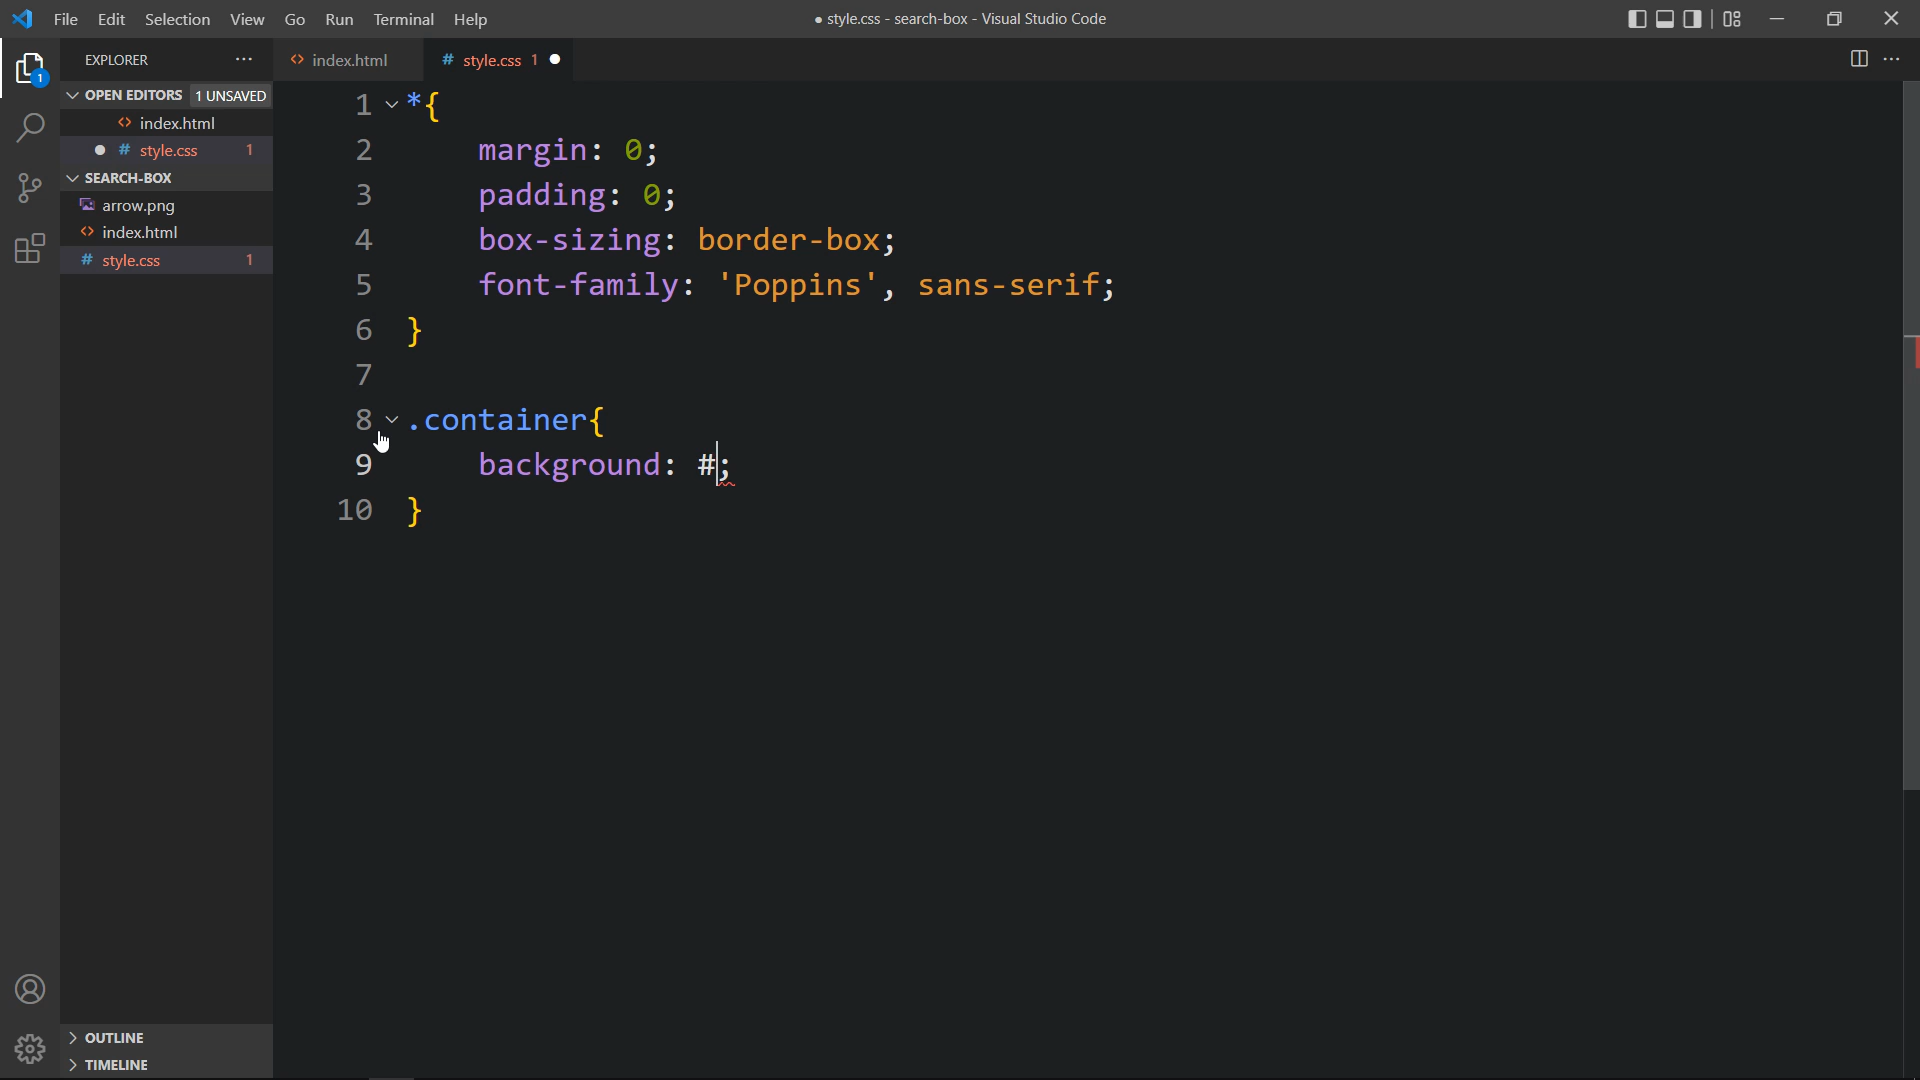 File Edit Selection View Go Run Terminal Help
● style.css - search-box - Visual Studio Code
EXPLORER ···
<> index.html
# style.css 1 ●
1
OPEN EDITORS 1 UNSAVED
<> index.html
● # style.css 1
SEARCH-BOX
arrow.png
<> index.html
# style.css 1
OUTLINE
TIMELINE
1 *{
2 margin: 0;
3 padding: 0;
4 box-sizing: border-box;
5 font-family: 'Poppins', sans-serif;
6 }
7
8 .container{
9 background: #;
10 }